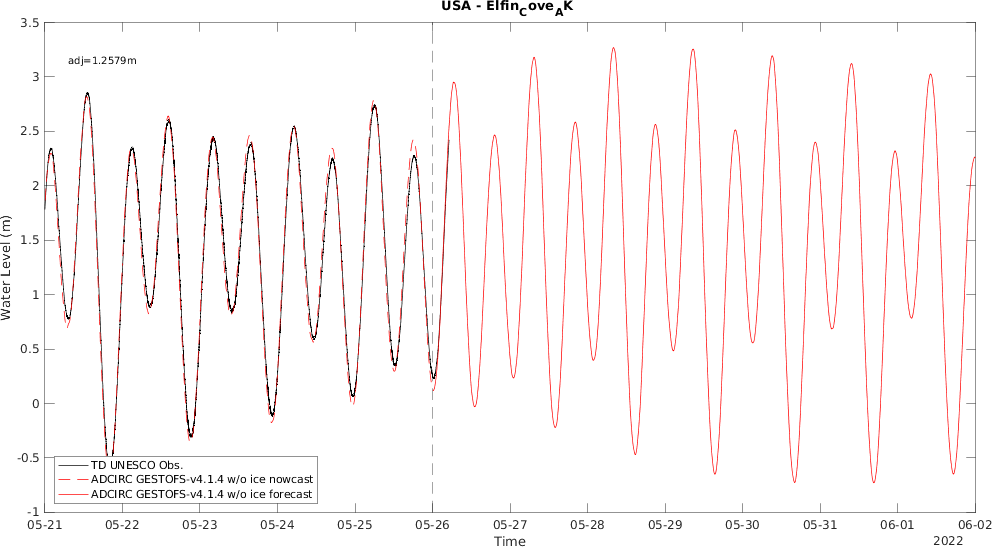 USA - ElfinCoveAK
3.5
adj=1.2579m
3
2.5
2
1.5
1
0.5
0
-0.5
-1
Water Level (m)
TD UNESCO Obs.
ADCIRC GESTOFS-v4.1.4 w/o ice nowcast
ADCIRC GESTOFS-v4.1.4 w/o ice forecast
05-21 05-22 05-23 05-24 05-25 05-26 05-27 05-28 05-29 05-30 05-31 06-01 06-02
Time
2022